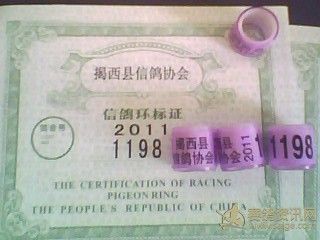 揭西县信鸽协会
信鸽环标证
2011
1198
揭西县
信鸽协会
2011
1198
THE CERTIFICATION OF RACING
PIGEON RING
THE PEOPLE'S REPUBLIC OF CHINA